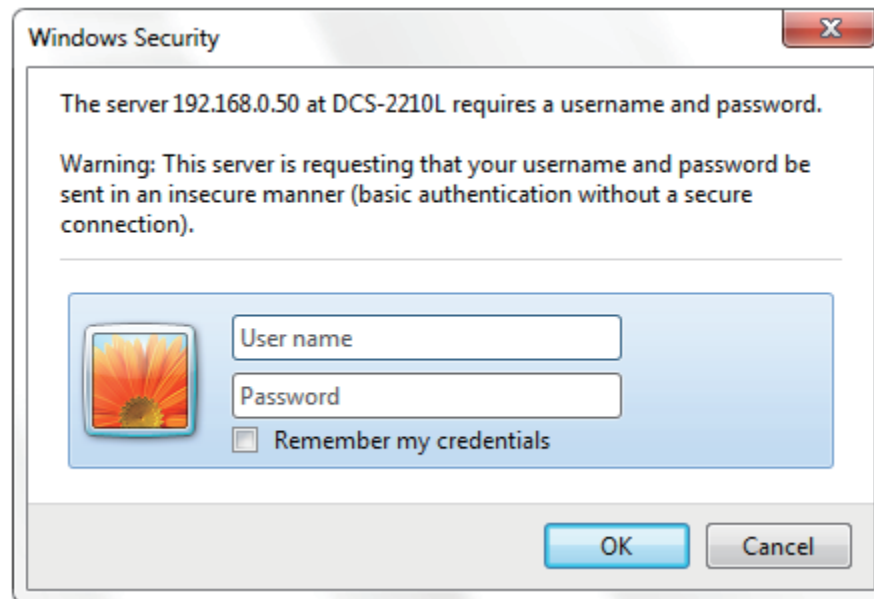 Windows Security
The server 192.168.0.50 at DCS-2210L requires a username and password.
Warning: This server is requesting that your username and password be
sent in an insecure manner (basic authentication without a secure
connection).
User name
Password
Remember my credentials
OK
Cancel